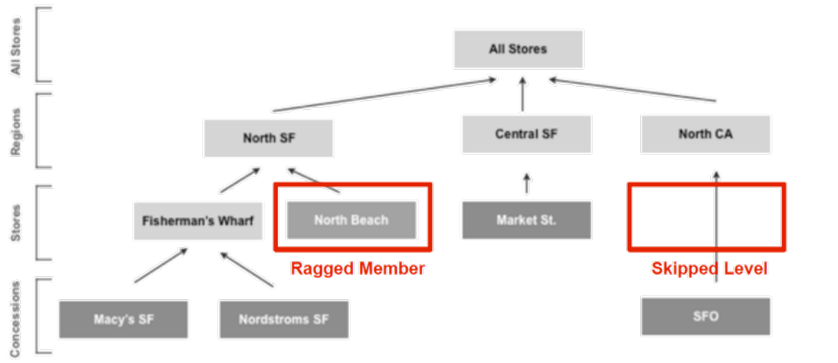 All Stores
All Stores
Regions
North SF
Central SF
North CA
Stores
Fisherman's Wharf
North Beach
Market St.
Ragged Member
Skipped Level
Concessions
Macy's SF
Nordstroms SF
SFO